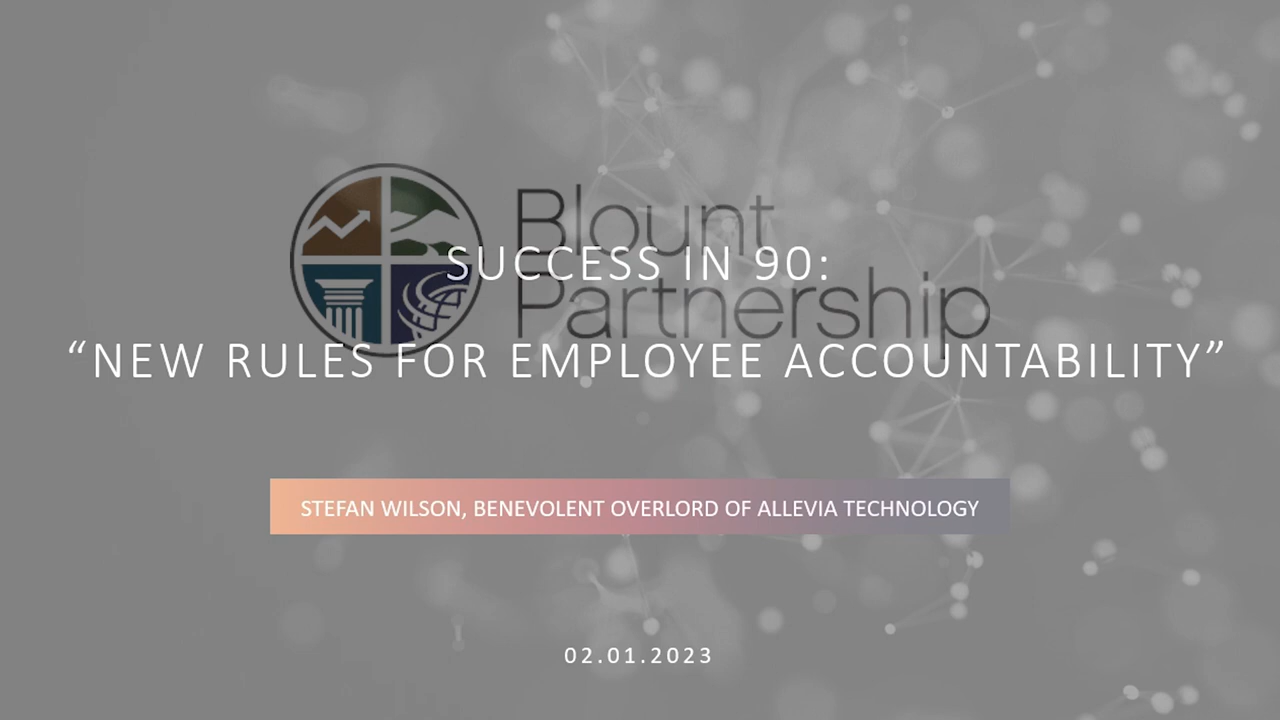 Blount
Partnership
SUCCESS IN 90:
“NEW RULES FOR EMPLOYEE ACCOUNTABILITY”
STEFAN WILSON, BENEVOLENT OVERLORD OF ALLEVIA TECHNOLOGY
02.01.2023